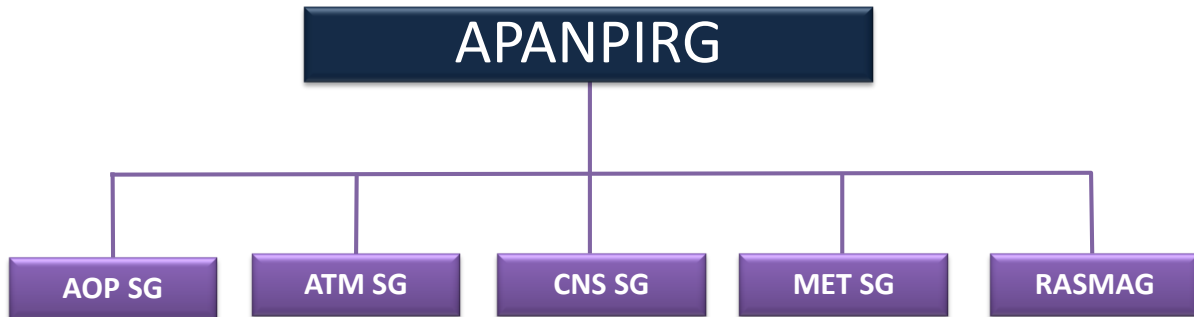 APANPIRG
AOP SG
ATM SG
CNS SG
MET SG
RASMAG